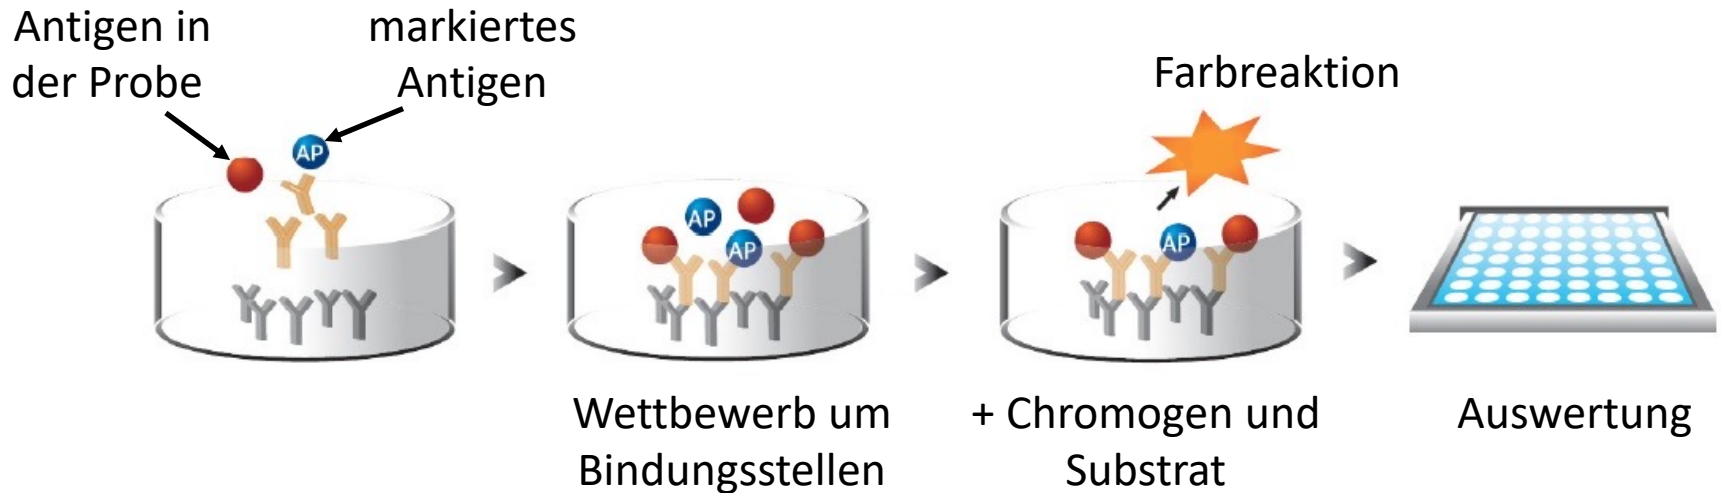 Antigen in
der Probe
markiertes
Antigen
Farbreaktion
AP
AP
AP
AP
Wettbewerb um
Bindungsstellen
+ Chromogen und
Substrat
Auswertung